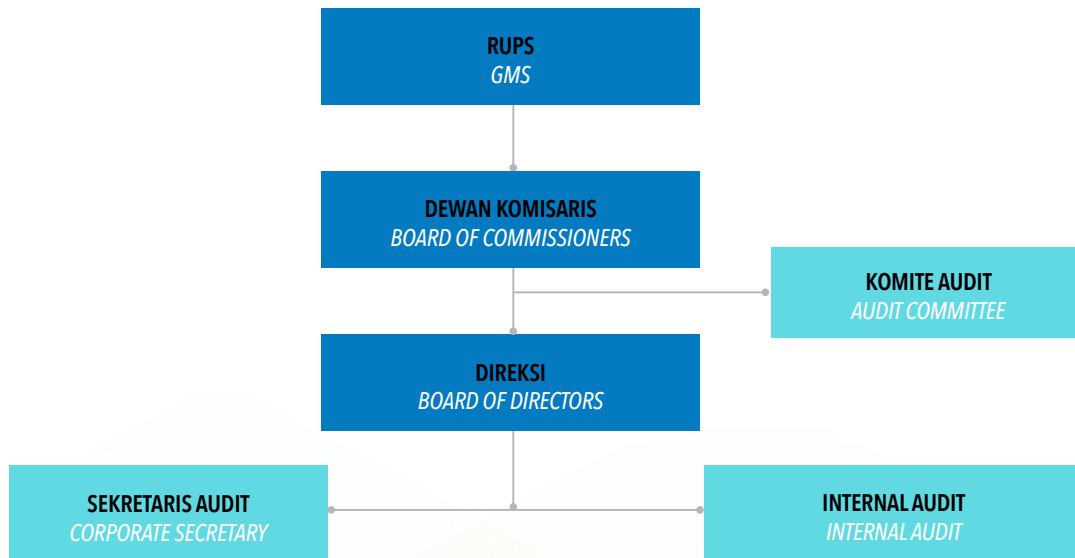 RUPS
GMS
DEWAN KOMISARIS
BOARD OF COMMISSIONERS
KOMITE AUDIT
AUDIT COMMITTEE
DIREKSI
BOARD OF DIRECTORS
SEKRETARIS AUDIT
CORPORATE SECRETARY
INTERNAL AUDIT
INTERNAL AUDIT